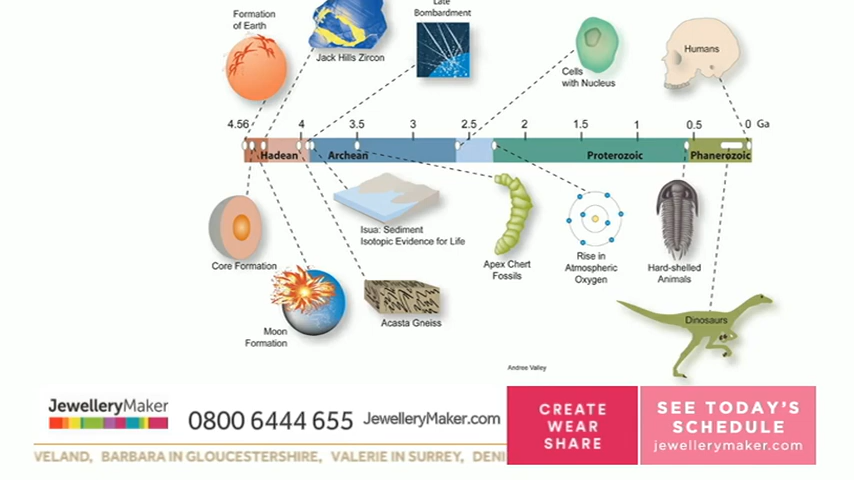 Late
Bombardment
Formation
of Earth
Jack Hills Zircon
Humans
Cells
with Nucleus
4.56 4 3.5 3 2.5 2 1.5 1 0.5 0 Ga
Hadean Archean Proterozoic Phanerozoic
Isua: Sediment
Isotopic Evidence for Life
Core Formation
Apex Chert
Fossils
Rise in
Atmospheric
Oxygen
Hard-shelled
Animals
Moon
Formation
Acasta Gneiss
Dinosaurs
Andree Valley
JewelleryMaker
0800 6444 655
JewelleryMaker.com
CREATE
WEAR
SHARE
SEE TODAY'S
SCHEDULE
jewellerymaker.com
VELAND, BARBARA IN GLOUCESTERSHIRE, VALERIE IN SURREY, DENI